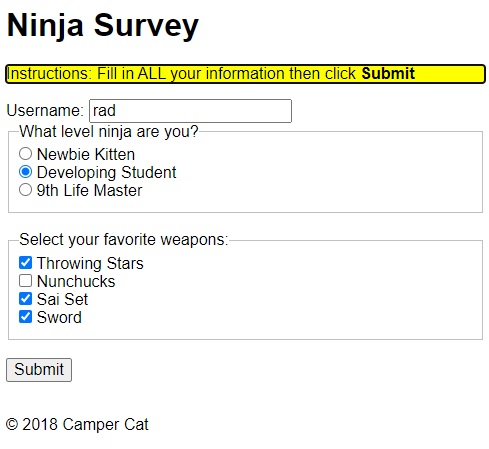 Ninja Survey
Instructions: Fill in ALL your information then click Submit
Username: rad
What level ninja are you?
Newbie Kitten
Developing Student
9th Life Master
Select your favorite weapons:
Throwing Stars
Nunchucks
Sai Set
Sword
Submit
© 2018 Camper Cat